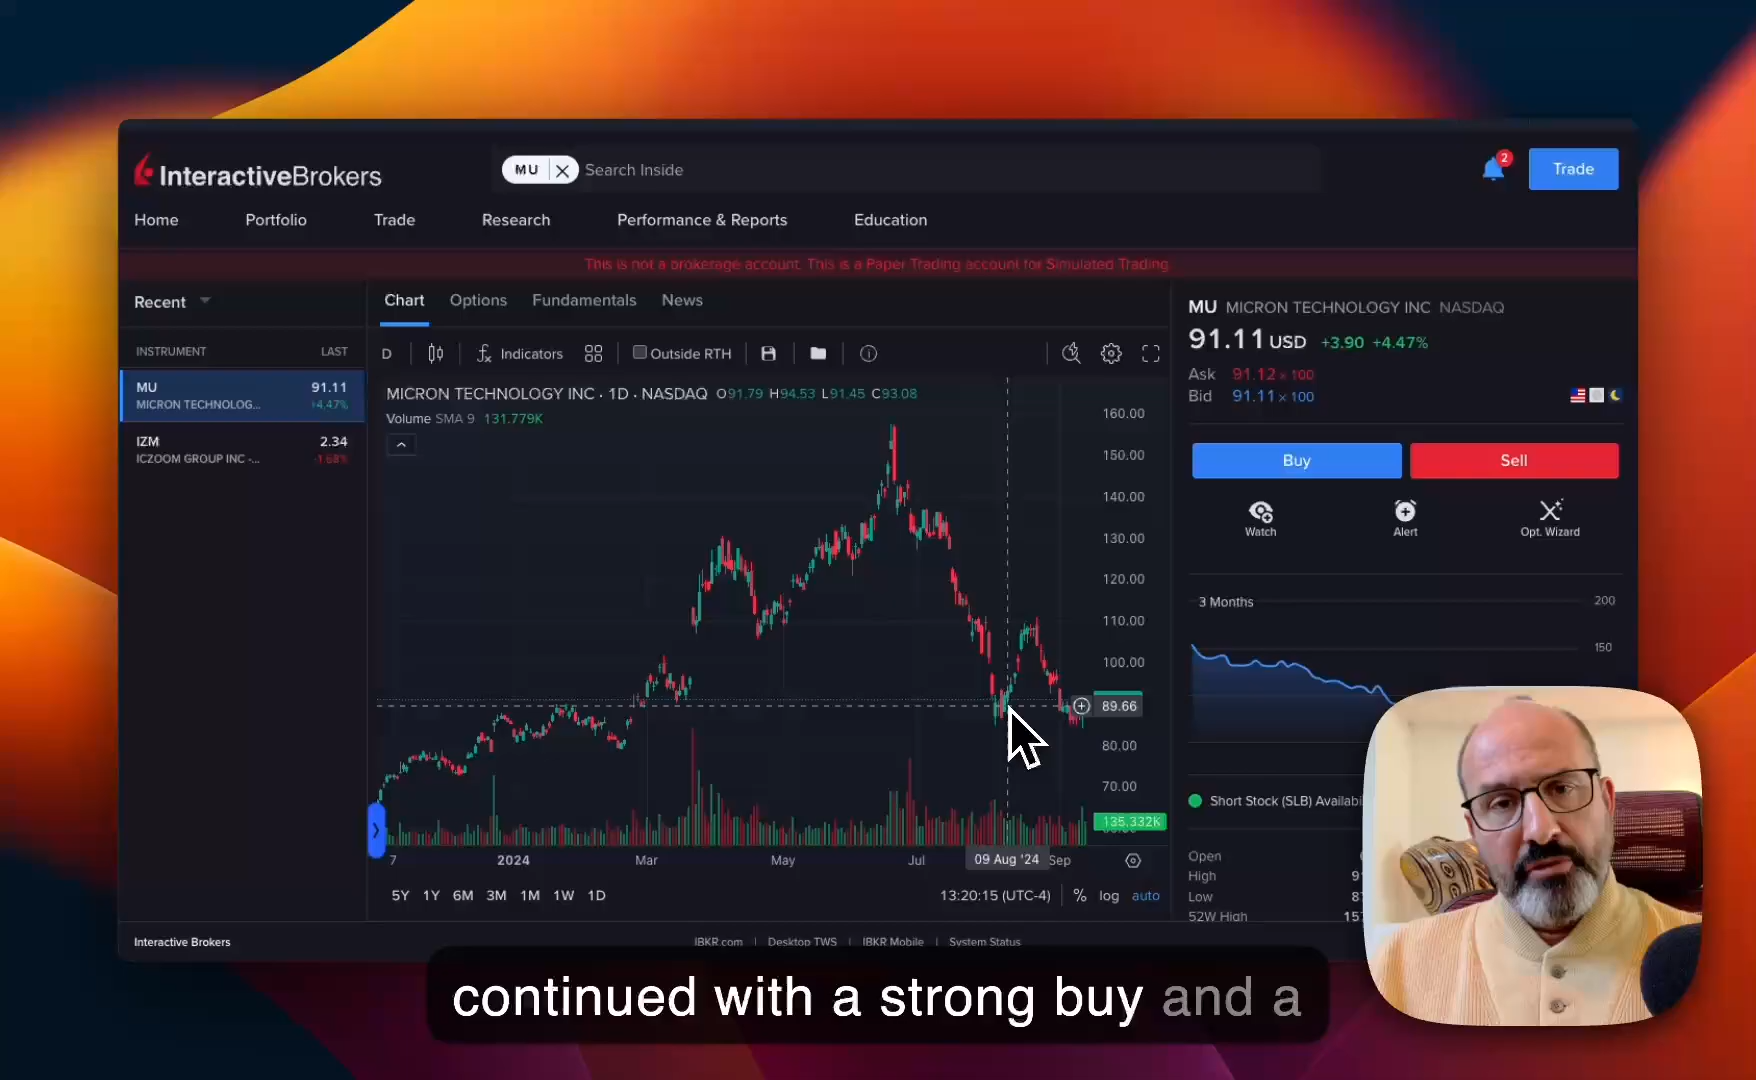 InteractiveBrokers
MU
Search Inside
2
Trade
Home Portfolio Trade Research Performance & Reports Education
This is not a brokerage account. This is a Paper Trading account for Simulated Trading.
Recent
INSTRUMENT LAST
MU 91.11
MICRON TECHNOLOG... +4.47%
IZM 2.34
ICZOOM GROUP INC -... -1.68%
Chart Options Fundamentals News
D Indicators Outside RTH
MICRON TECHNOLOGY INC · 1D · NASDAQ O91.79 H94.53 L91.45 C93.08
Volume SMA 9 131.779K
160.00
150.00
140.00
130.00
120.00
110.00
100.00
89.66
80.00
70.00
135.332K
7 2024 Mar May Jul 09 Aug '24 Sep
5Y 1Y 6M 3M 1M 1W 1D
13:20:15 (UTC-4) % log auto
MU MICRON TECHNOLOGY INC NASDAQ
91.11 USD +3.90 +4.47%
Ask 91.12 × 100
Bid 91.11 × 100
Buy Sell
Watch Alert Opt. Wizard
3 Months
200
150
Short Stock (SLB) Availabi
Open
High 9
Low 8
52W High 15
Interactive Brokers
IBKR.com | Desktop TWS | IBKR Mobile | System Status
continued with a strong buy and a